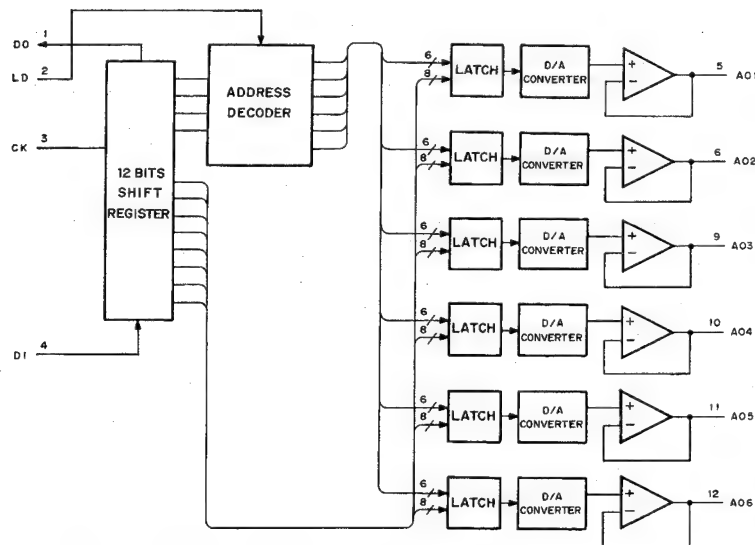 DO 1
LD 2
CK 3
DI 4
12 BITS
SHIFT
REGISTER
ADDRESS
DECODER
6
8
LATCH
D/A
CONVERTER
+
−
5
6
8
LATCH
D/A
CONVERTER
+
−
6 AO2
6
8
LATCH
D/A
CONVERTER
+
−
9 AO3
6
8
LATCH
D/A
CONVERTER
+
−
10 AO4
6
8
LATCH
D/A
CONVERTER
+
−
11 AO5
6
8
LATCH
D/A
CONVERTER
+
−
12 AO6